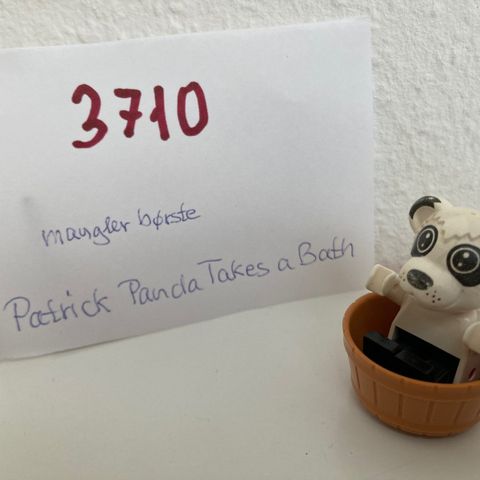 3710
mangler børste
Patrick Panda Takes a Bath